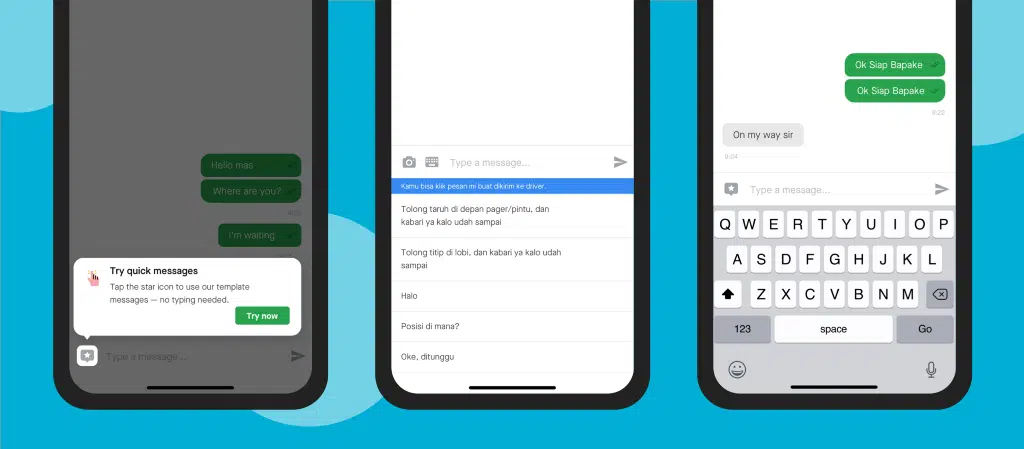 Hello mas
Where are you?
I'm waiting
Try quick messages
Tap the star icon to use our template
messages — no typing needed.
Try now
Type a message...
Type a message...
Kamu bisa klik pesan ini buat dikirim ke driver.
Tolong taruh di depan pager/pintu, dan
kabari ya kalo udah sampai
Tolong titip di lobi, dan kabari ya kalo udah
sampai
Halo
Posisi di mana?
Oke, ditunggu
Ok Siap Bapake
Ok Siap Bapake
9:22
On my way sir
9:24
Type a message...
Q W E R T Y U I O P
A S D F G H J K L
Z X C V B N M
123 space Go